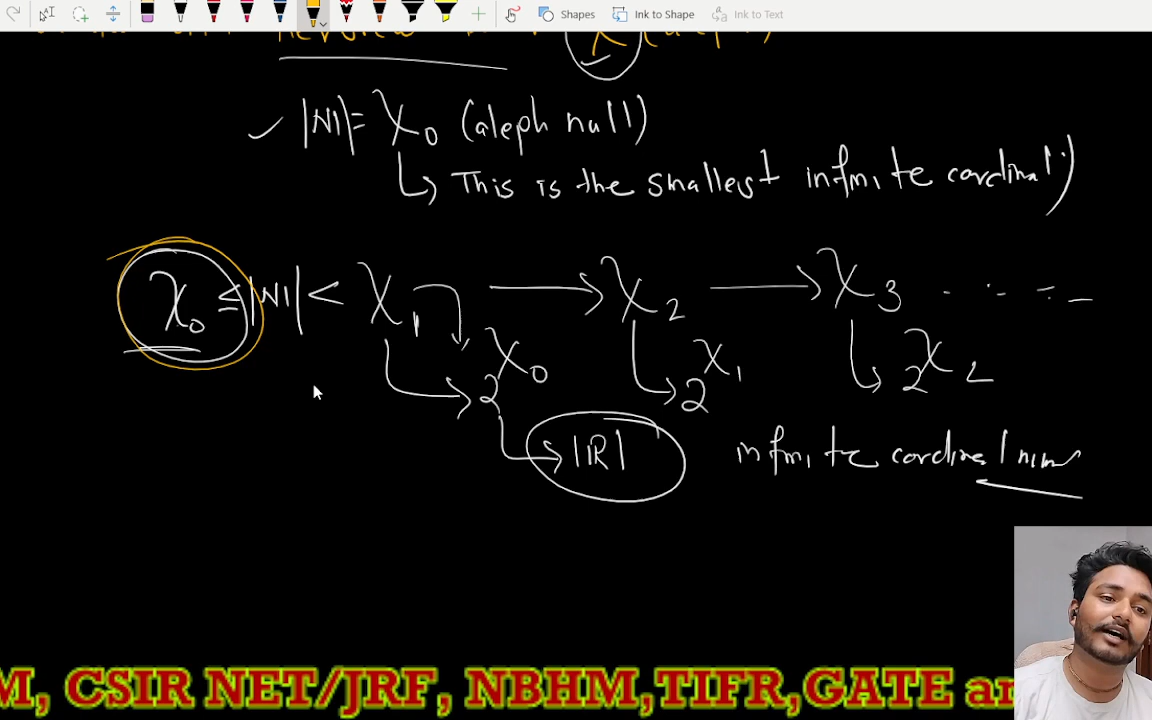 Shapes Ink to Shape Ink to Text
|N| = ℵ0 (aleph null)
This is the smallest infinite cardinal)
ℵ0 ≤ |N| < ℵ1 → ℵ2 → ℵ3 .....
2^ℵ0 2^ℵ1 2^ℵ2
|R| infinite cardinal num
M, CSIR NET/JRF, NBHM,TIFR,GATE an